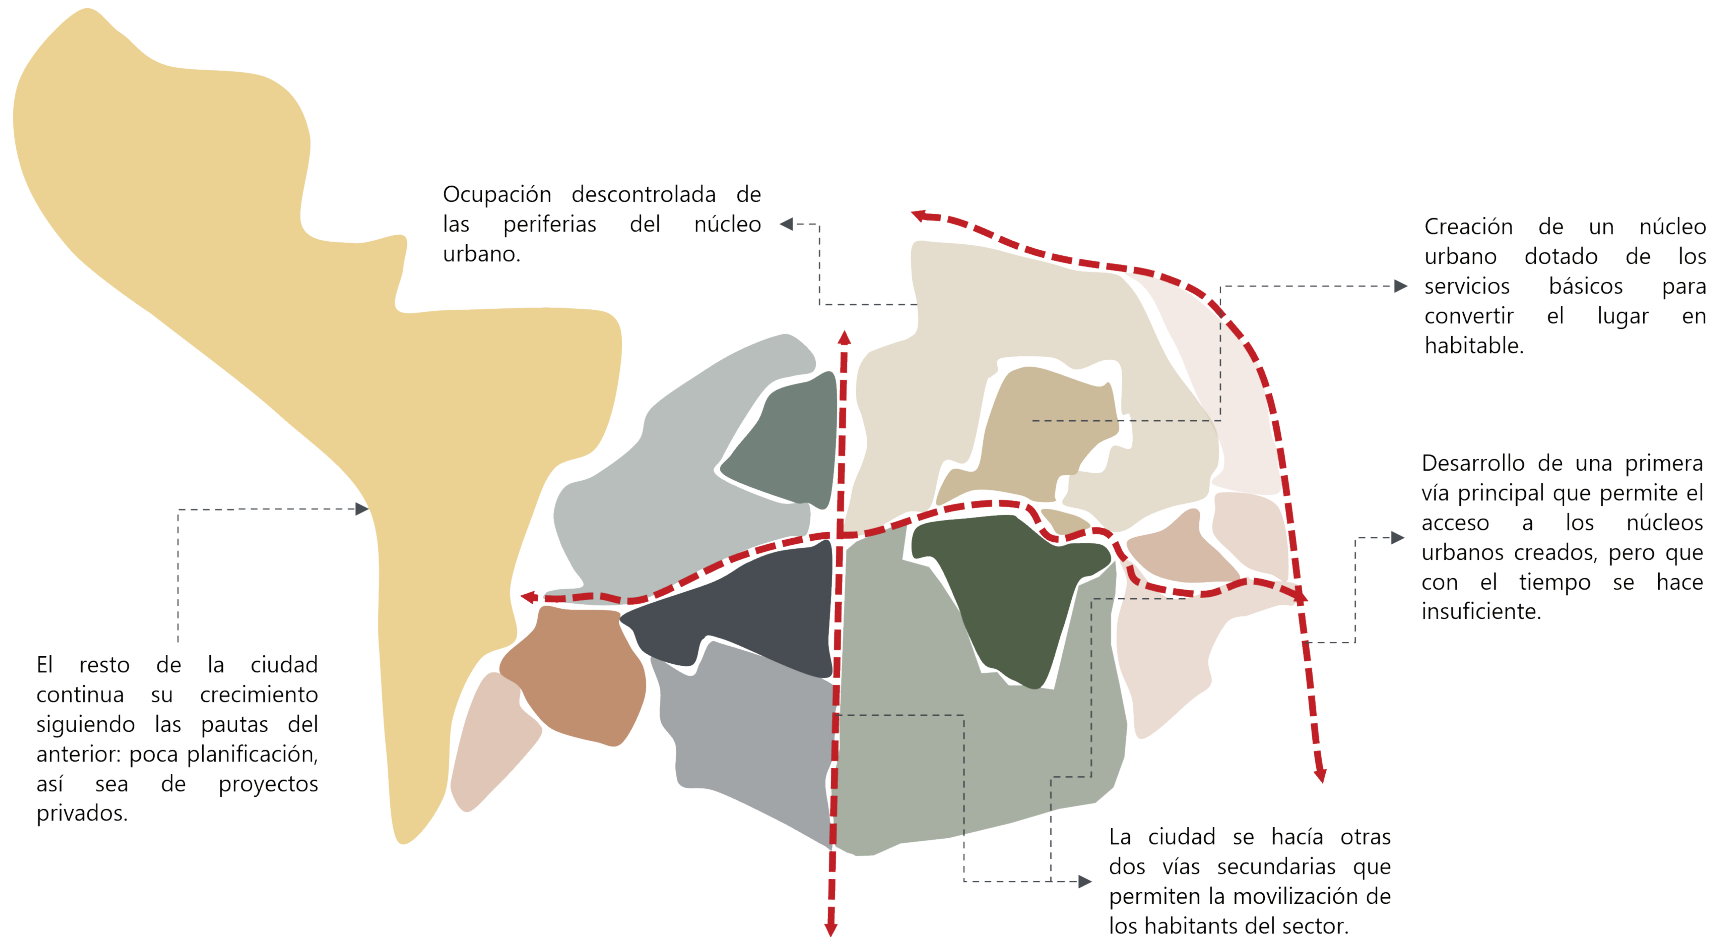 Ocupación descontrolada de
las periferias del núcleo
urbano.
Creación de un núcleo
urbano dotado de los
servicios básicos para
convertir el lugar en
habitable.
Desarrollo de una primera
vía principal que permite el
acceso a los núcleos
urbanos creados, pero que
con el tiempo se hace
insuficiente.
El resto de la ciudad
continua su crecimiento
siguiendo las pautas del
anterior: poca planificación,
así sea de proyectos
privados.
La ciudad se hacía otras
dos vías secundarias que
permiten la movilización de
los habitants del sector.